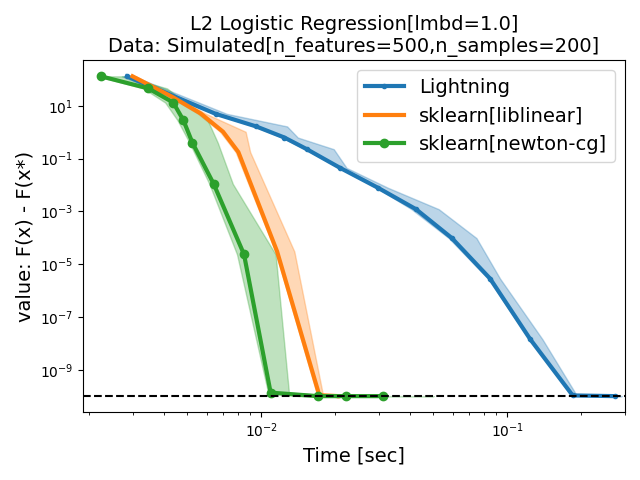 L2 Logistic Regression[lmbd=1.0]
Data: Simulated[n_features=500,n_samples=200]
Lightning
sklearn[liblinear]
sklearn[newton-cg]
value: F(x) - F(x*)
10¹
10⁻¹
10⁻³
10⁻⁵
10⁻⁷
10⁻⁹
10⁻²
10⁻¹
Time [sec]